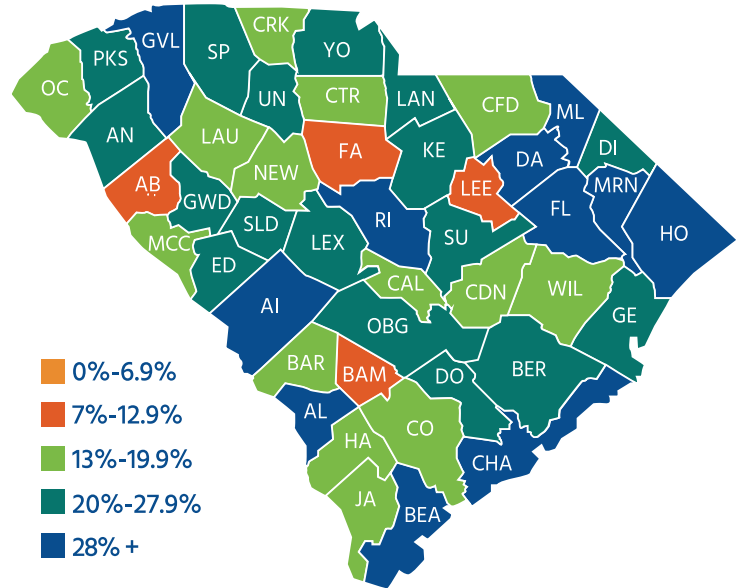 CRK
GVL
SP
YO
PKS
OC
UN
CTR
LAN
CFD
ML
AN
LAU
FA
KE
DA
DI
NEW
AB
LEE
MRN
GWD
FL
SLD
RI
SU
HO
MCC
LEX
ED
CAL
CDN
WIL
AI
GE
OBG
BAR
BAM
DO
BER
AL
CO
HA
CHA
JA
BEA
0%-6.9%
7%-12.9%
13%-19.9%
20%-27.9%
28% +